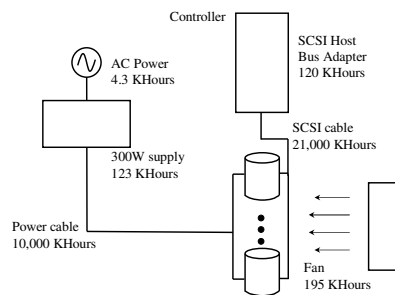 Controller
SCSI Host
Bus Adapter
120 KHours
AC Power
4.3 KHours
SCSI cable
21,000 KHours
300W supply
123 KHours
Power cable
10,000 KHours
Fan
195 KHours